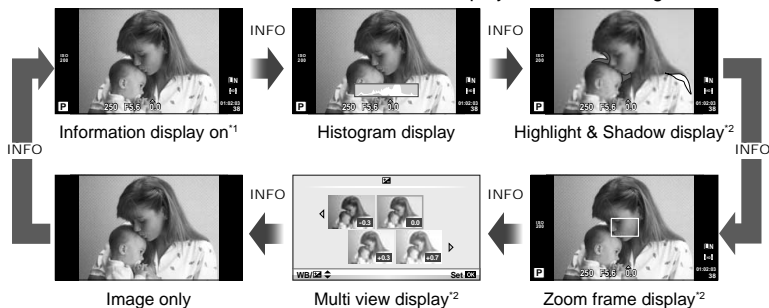 INFO
INFO
ISO
200
P
250 F5.6 0.0
L N
01:02:03
38
ISO
200
P
250 F5.6 0.0
L N
01:02:03
38
ISO
200
P
250 F5.6 0.0
L N
01:02:03
38
Information display on*1
Histogram display
Highlight & Shadow display*2
INFO
INFO
INFO
INFO
-0.3
0.0
+0.3
+0.7
WB/
Set OK
ISO
200
P
250 F5.6 0.0
L N
01:02:03
38
Image only
Multi view display*2
Zoom frame display*2